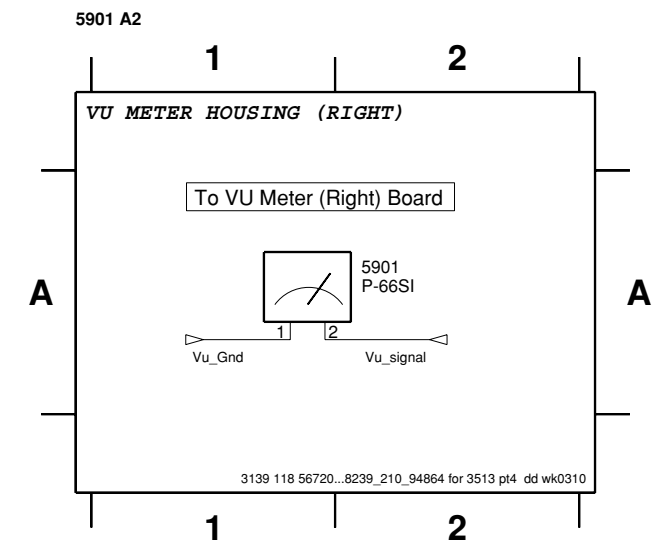 5901 A2
1 2
VU METER HOUSING (RIGHT)
To VU Meter (Right) Board
5901
P-66SI
A A
1 2
Vu_Gnd Vu_signal
3139 118 56720...8239_210_94864 for 3513 pt4 dd wk0310
1 2